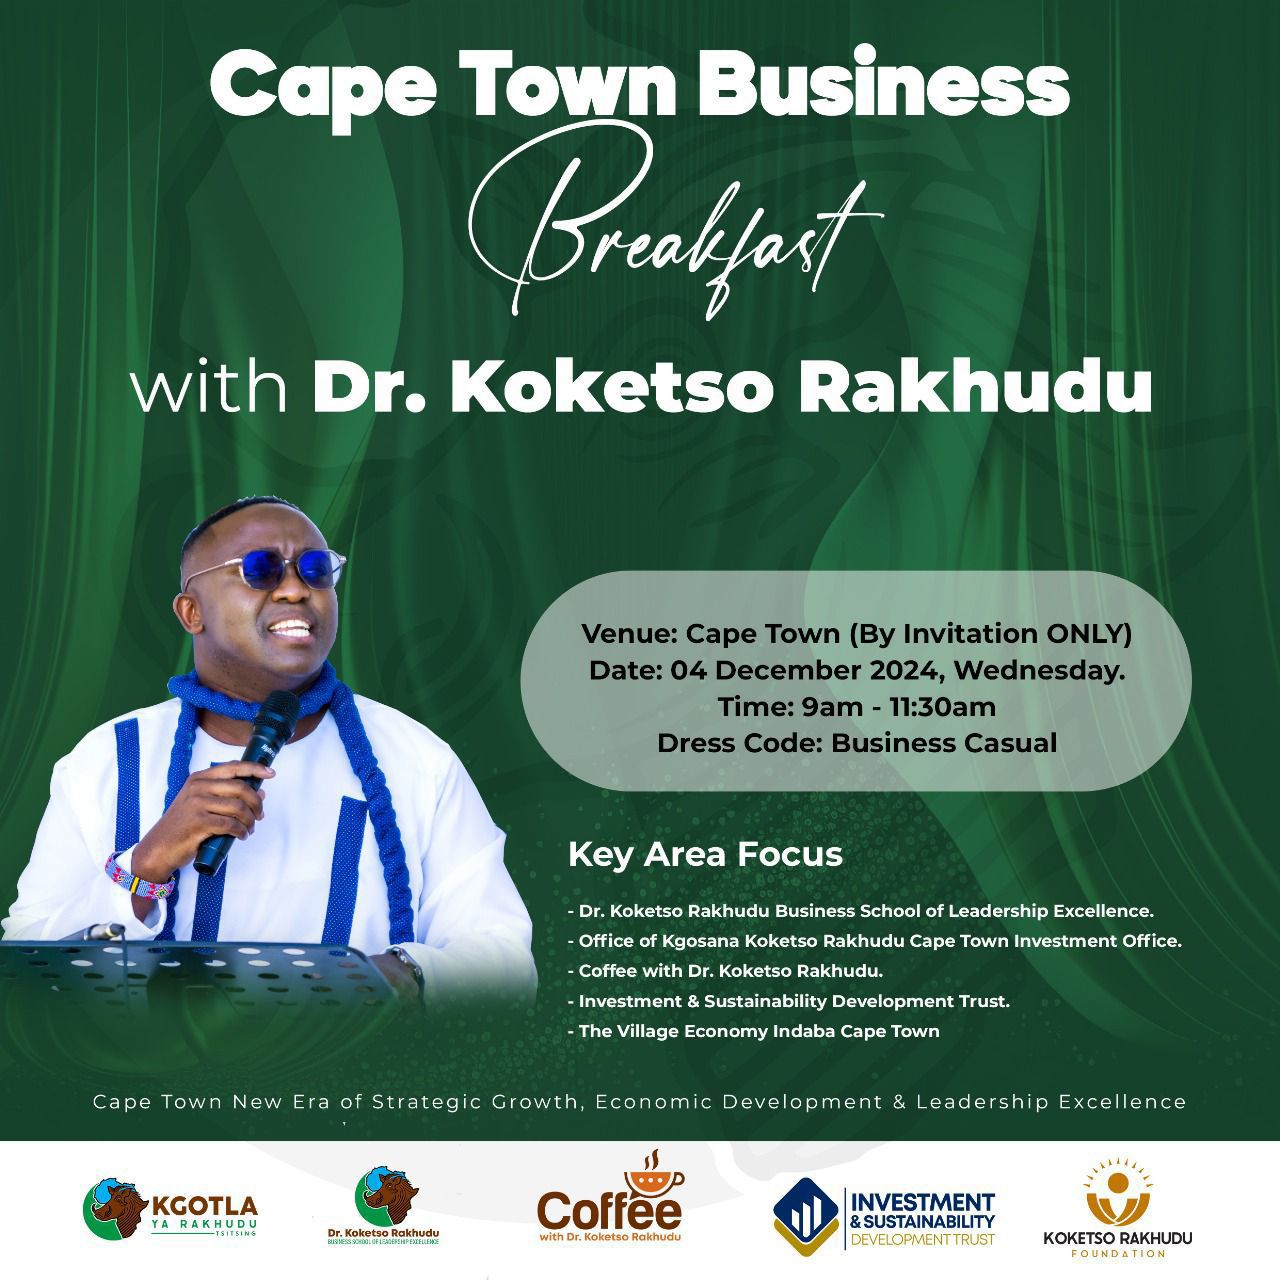 Cape Town Business
Breakfast
with Dr. Koketso Rakhudu
Venue: Cape Town (By Invitation ONLY)
Date: 04 December 2024, Wednesday.
Time: 9am - 11:30am
Dress Code: Business Casual
Key Area Focus
- Dr. Koketso Rakhudu Business School of Leadership Excellence.
- Office of Kgosana Koketso Rakhudu Cape Town Investment Office.
- Coffee with Dr. Koketso Rakhudu.
- Investment & Sustainability Development Trust.
- The Village Economy Indaba Cape Town
Cape Town New Era of Strategic Growth, Economic Development & Leadership Excellence
KGOTLA
YA RAKHUDU
TSITSING
Dr. Koketso Rakhudu
BUSINESS SCHOOL OF LEADERSHIP EXCELLENCE
Coffee
with Dr. Koketso Rakhudu
INVESTMENT
& SUSTAINABILITY
DEVELOPMENT TRUST
KOKETSO RAKHUDU
FOUNDATION